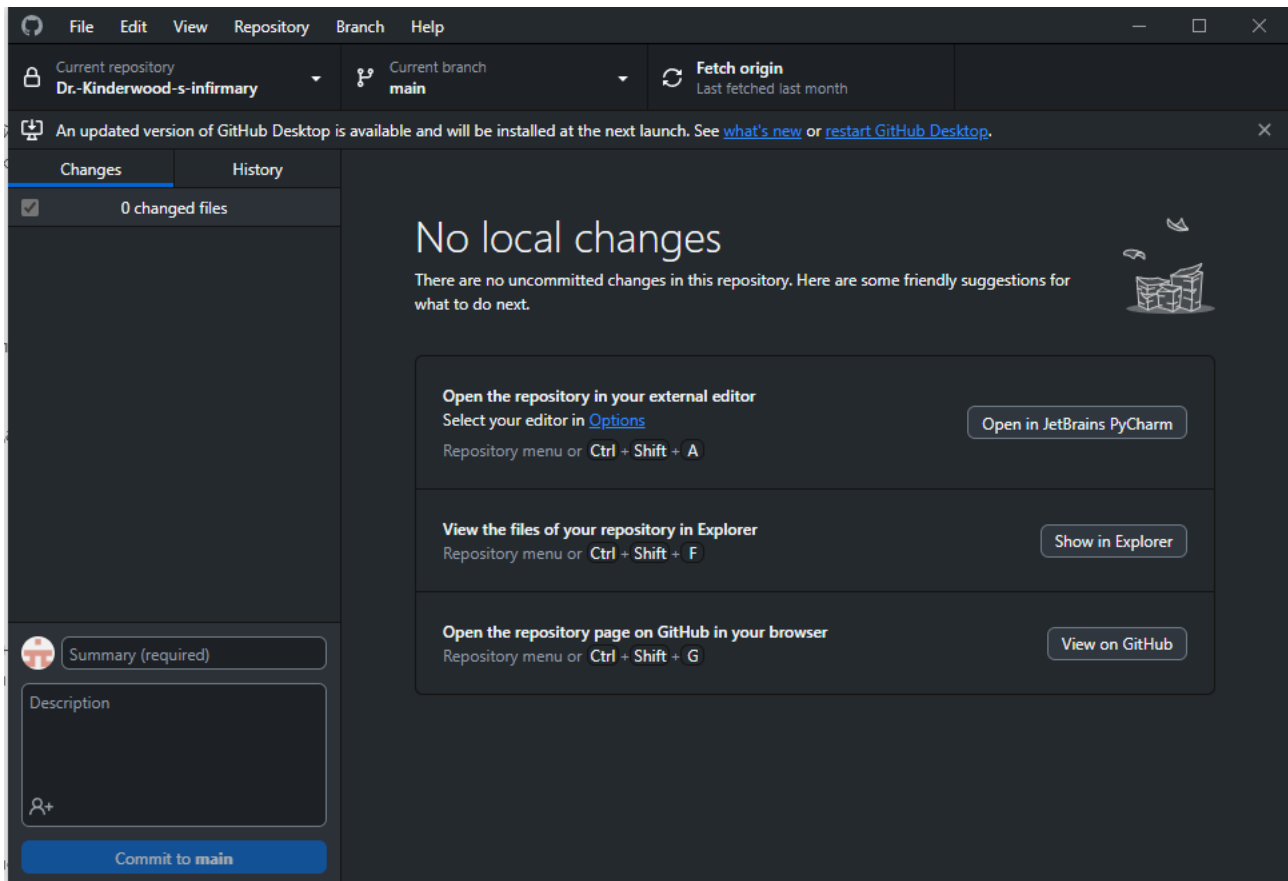 File Edit View Repository Branch Help
Current repository
Dr.-Kinderwood-s-infirmary
Current branch
main
Fetch origin
Last fetched last month
An updated version of GitHub Desktop is available and will be installed at the next launch. See what's new or restart GitHub Desktop.
Changes
History
0 changed files
No local changes
There are no uncommitted changes in this repository. Here are some friendly suggestions for
what to do next.
Open the repository in your external editor
Select your editor in Options
Repository menu or Ctrl + Shift + A
Open in JetBrains PyCharm
View the files of your repository in Explorer
Repository menu or Ctrl + Shift + F
Show in Explorer
Open the repository page on GitHub in your browser
Repository menu or Ctrl + Shift + G
View on GitHub
Summary (required)
Description
Commit to main